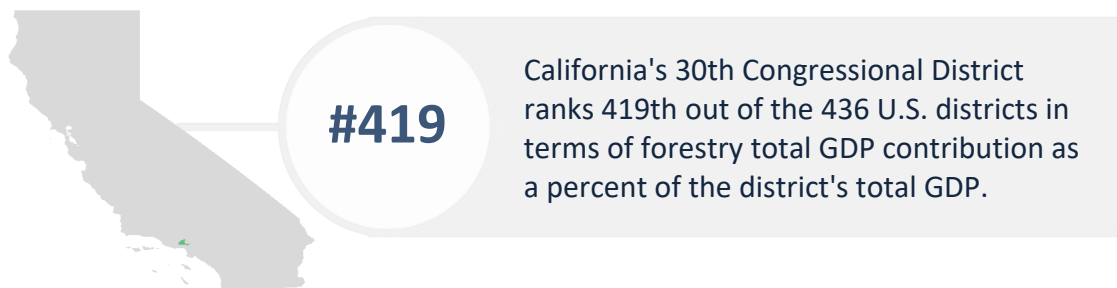 #419
California's 30th Congressional District
ranks 419th out of the 436 U.S. districts in
terms of forestry total GDP contribution as
a percent of the district's total GDP.